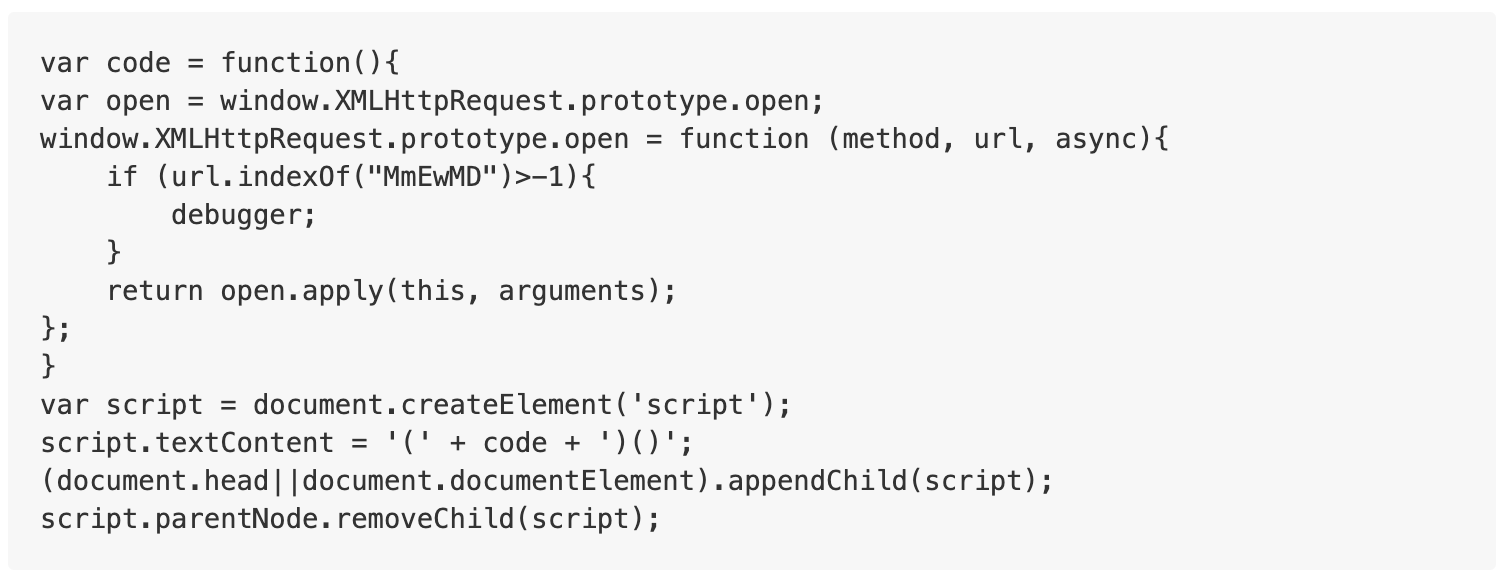 var code = function(){
var open = window.XMLHttpRequest.prototype.open;
window.XMLHttpRequest.prototype.open = function (method, url, async){
    if (url.indexOf("MmEwMD")>-1){
        debugger;
    }
    return open.apply(this, arguments);
};
}
var script = document.createElement('script');
script.textContent = '(' + code + ')()';
(document.head||document.documentElement).appendChild(script);
script.parentNode.removeChild(script);